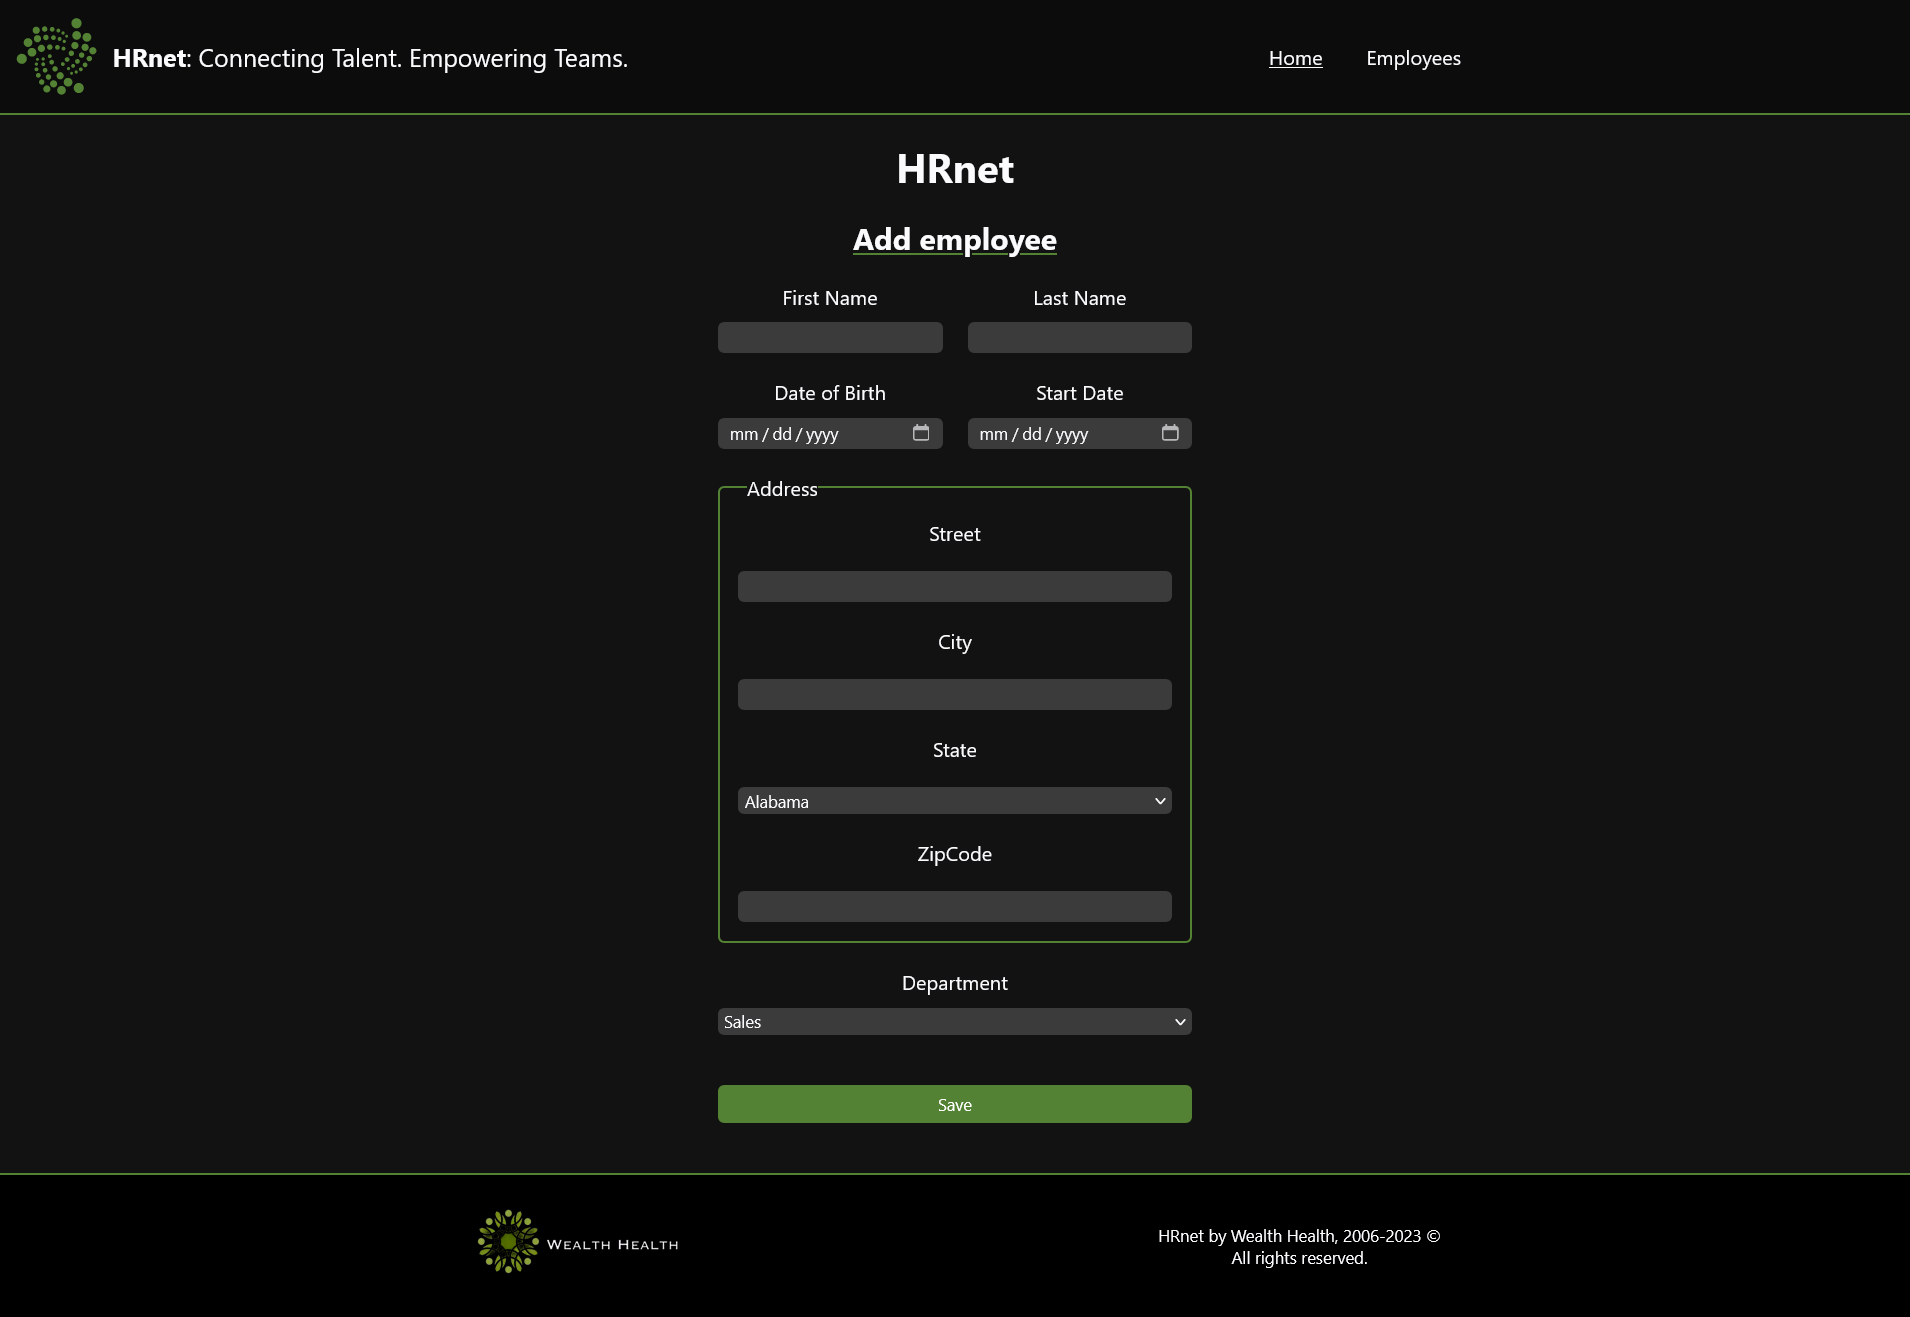 HRnet: Connecting Talent. Empowering Teams.
Home
Employees
HRnet
Add employee
First Name
Last Name
Date of Birth
Start Date
mm / dd / yyyy
mm / dd / yyyy
Address
Street
City
State
Alabama
ZipCode
Department
Sales
Save
WEALTH HEALTH
HRnet by Wealth Health, 2006-2023 ©
All rights reserved.